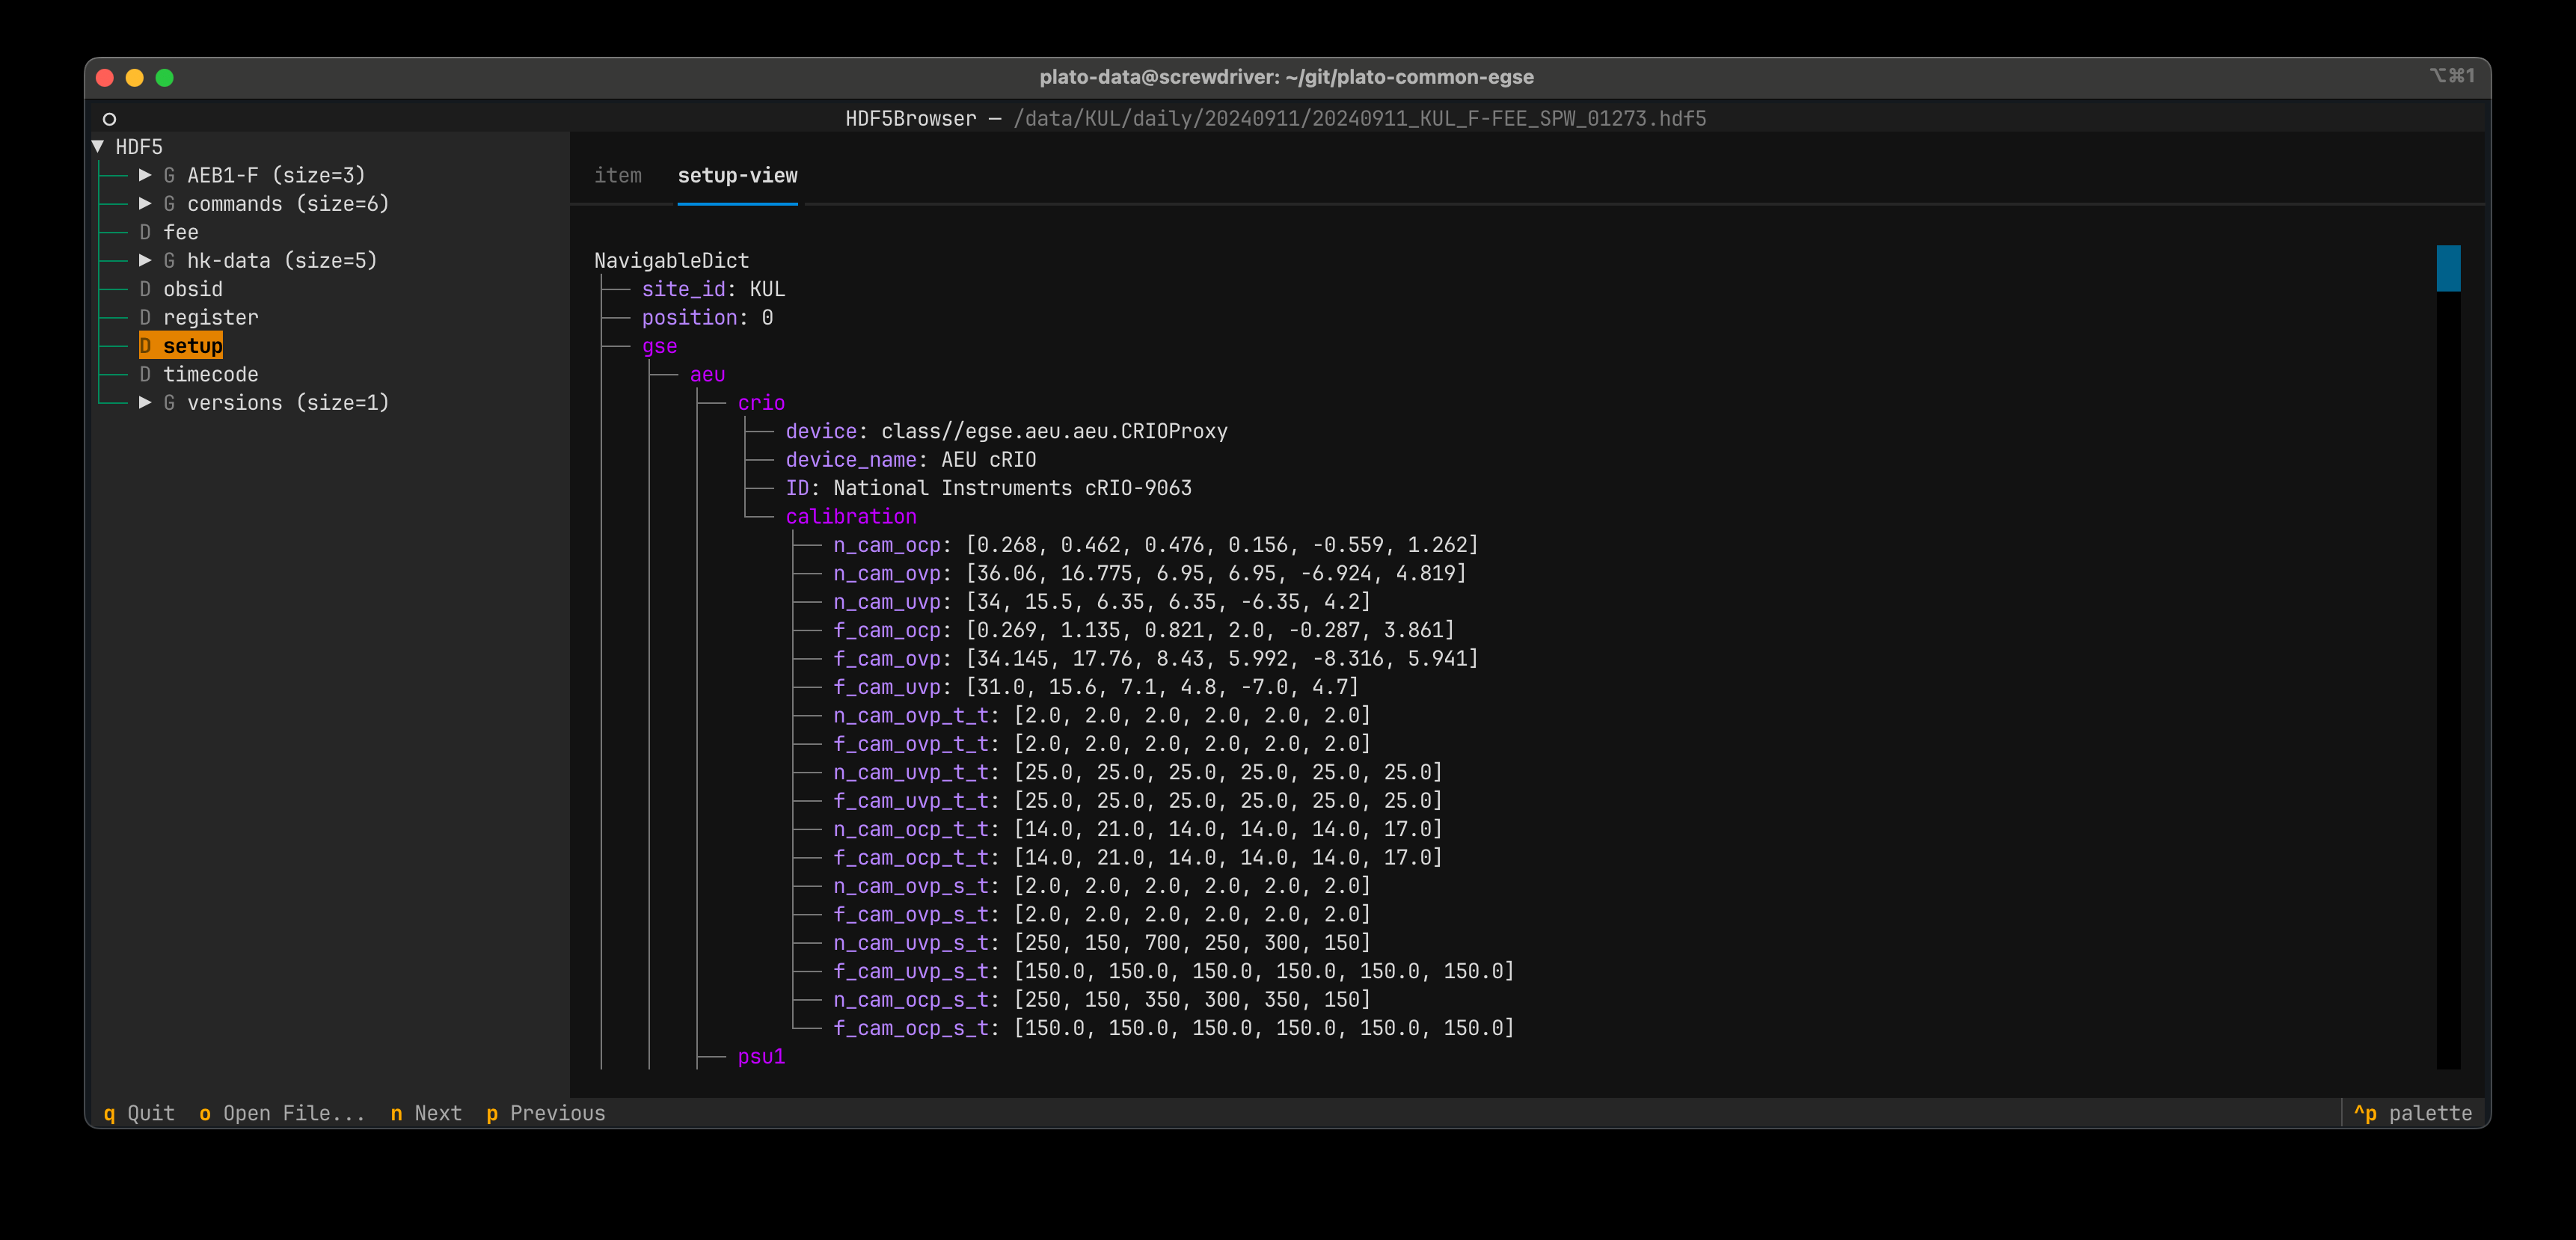 plato-data@screwdriver: ~/git/plato-common-egse
⌥⌘1
HDF5Browser — /data/KUL/daily/20240911/20240911_KUL_F-FEE_SPW_01273.hdf5
▼ HDF5
▶ G AEB1-F (size=3)
▶ G commands (size=6)
D fee
▶ G hk-data (size=5)
D obsid
D register
D setup
D timecode
▶ G versions (size=1)
item setup-view
NavigableDict
site_id: KUL
position: 0
gse
aeu
crio
device: class//egse.aeu.aeu.CRIOProxy
device_name: AEU cRIO
ID: National Instruments cRIO-9063
calibration
n_cam_ocp: [0.268, 0.462, 0.476, 0.156, -0.559, 1.262]
n_cam_ovp: [36.06, 16.775, 6.95, 6.95, -6.924, 4.819]
n_cam_uvp: [34, 15.5, 6.35, 6.35, -6.35, 4.2]
f_cam_ocp: [0.269, 1.135, 0.821, 2.0, -0.287, 3.861]
f_cam_ovp: [34.145, 17.76, 8.43, 5.992, -8.316, 5.941]
f_cam_uvp: [31.0, 15.6, 7.1, 4.8, -7.0, 4.7]
n_cam_ovp_t_t: [2.0, 2.0, 2.0, 2.0, 2.0, 2.0]
f_cam_ovp_t_t: [2.0, 2.0, 2.0, 2.0, 2.0, 2.0]
n_cam_uvp_t_t: [25.0, 25.0, 25.0, 25.0, 25.0, 25.0]
f_cam_uvp_t_t: [25.0, 25.0, 25.0, 25.0, 25.0, 25.0]
n_cam_ocp_t_t: [14.0, 21.0, 14.0, 14.0, 14.0, 17.0]
f_cam_ocp_t_t: [14.0, 21.0, 14.0, 14.0, 14.0, 17.0]
n_cam_ovp_s_t: [2.0, 2.0, 2.0, 2.0, 2.0, 2.0]
f_cam_ovp_s_t: [2.0, 2.0, 2.0, 2.0, 2.0, 2.0]
n_cam_uvp_s_t: [250, 150, 700, 250, 300, 150]
f_cam_uvp_s_t: [150.0, 150.0, 150.0, 150.0, 150.0, 150.0]
n_cam_ocp_s_t: [250, 150, 350, 300, 350, 150]
f_cam_ocp_s_t: [150.0, 150.0, 150.0, 150.0, 150.0, 150.0]
psu1
q Quit o Open File... n Next p Previous
^p palette